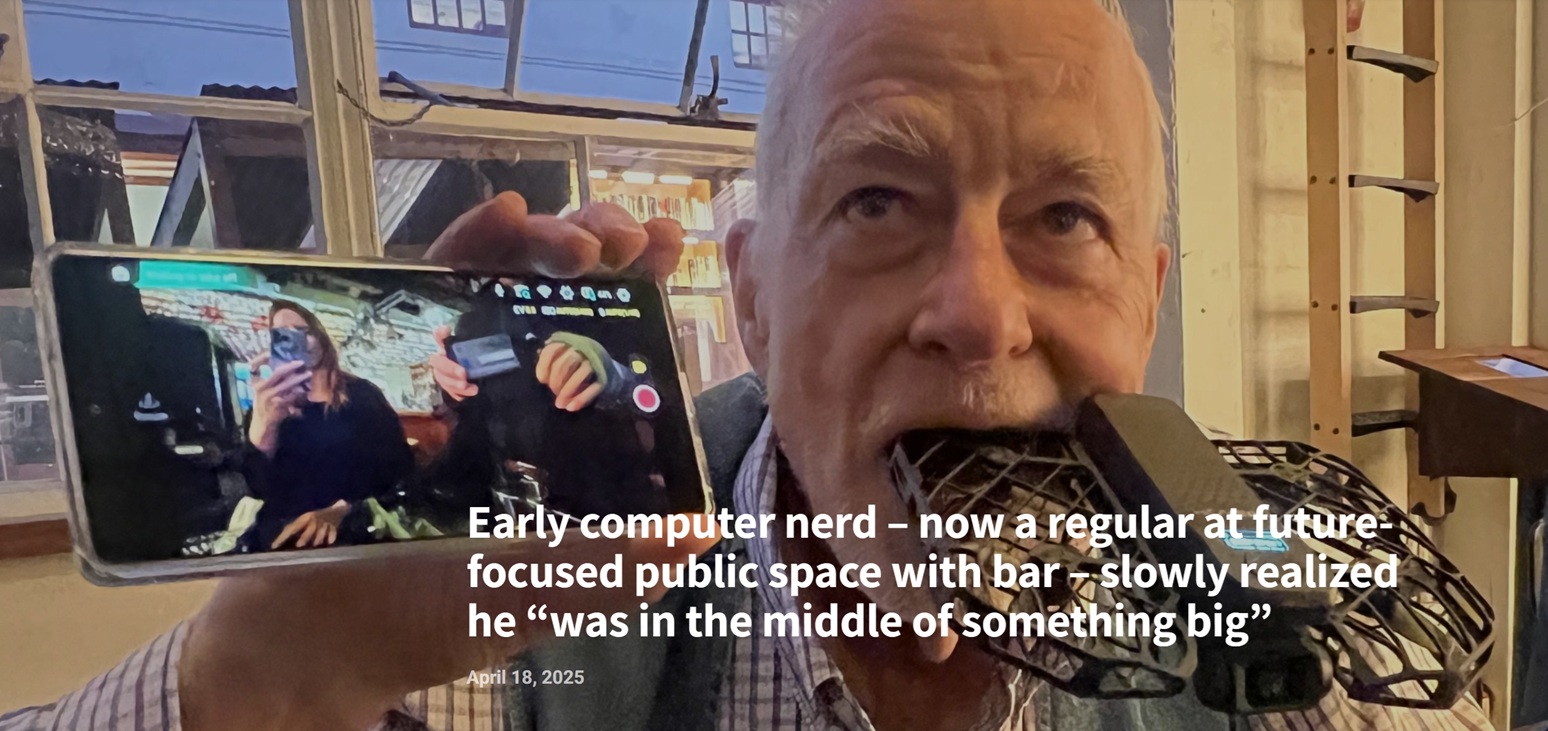 Early computer nerd – now a regular at future-
focused public space with bar – slowly realized
he “was in the middle of something big”
April 18, 2025